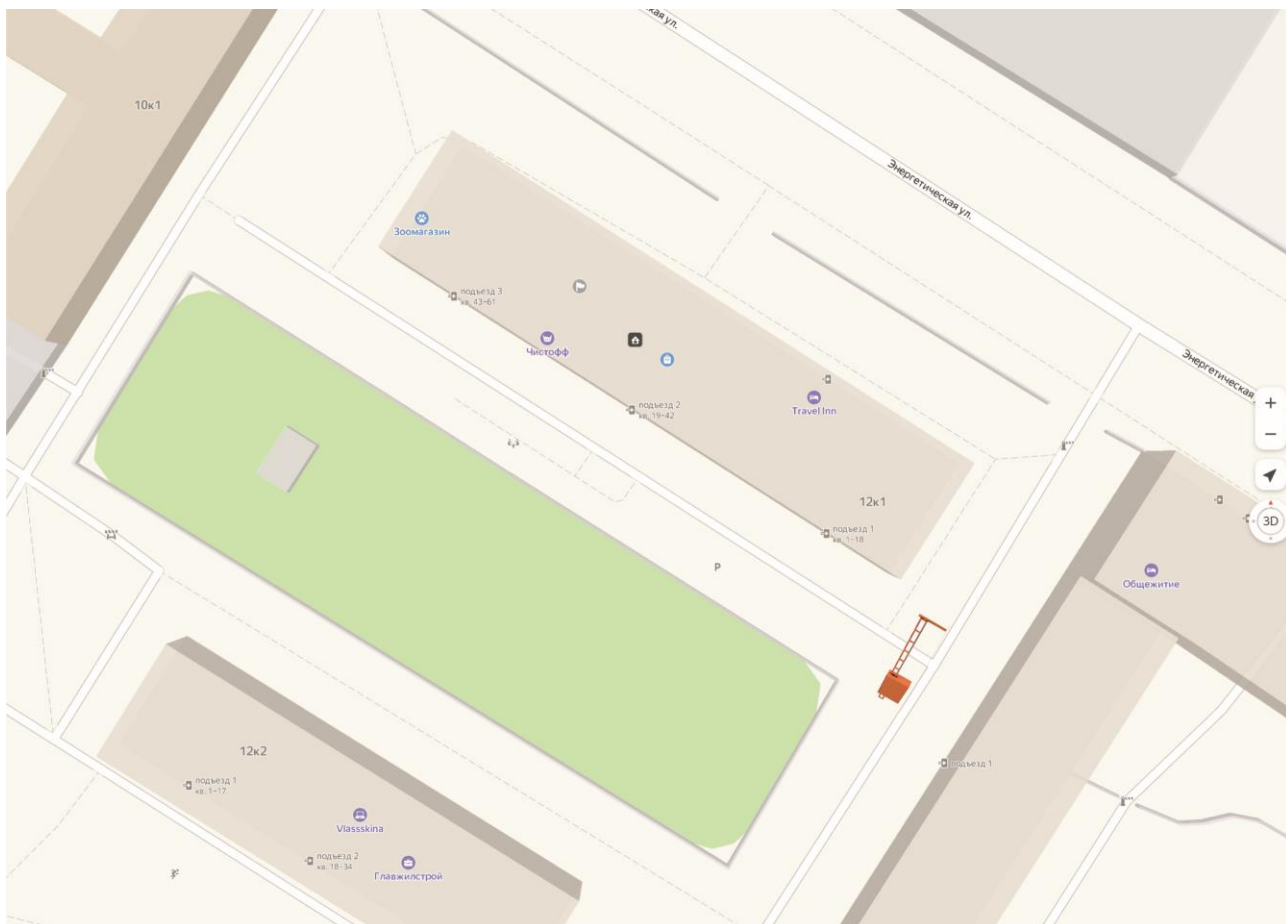 ская ул.
10к1
Энергетическая ул.
Зоомагазин
подъезд 3
кв. 43–61
Чистофф
Энергетическая
Travel Inn
подъезд 2
кв. 19–42
12к1
подъезд 1
кв. 1–18
3D
Общежитие
P
12к2
подъезд 1
подъезд 1
кв. 1–17
Vlassskina
подъезд 2
кв. 18–34
Главжилстрой